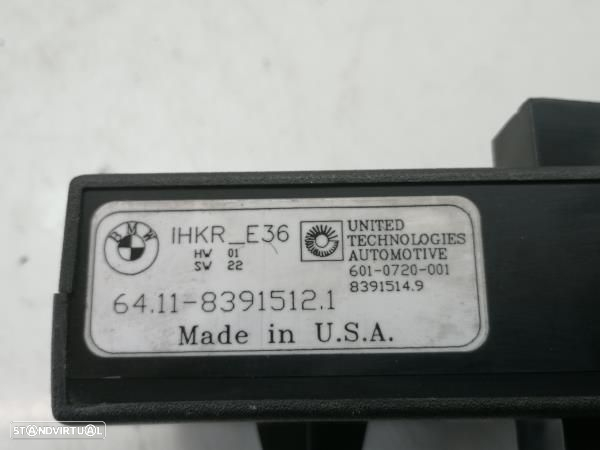 BMW
IHKR_E36
HW 01
SW 22
UNITED
TECHNOLOGIES
AUTOMOTIVE
601-0720-001
8391514.9
64.11-8391512.1
Made in U.S.A.
STANDVIRTUAL